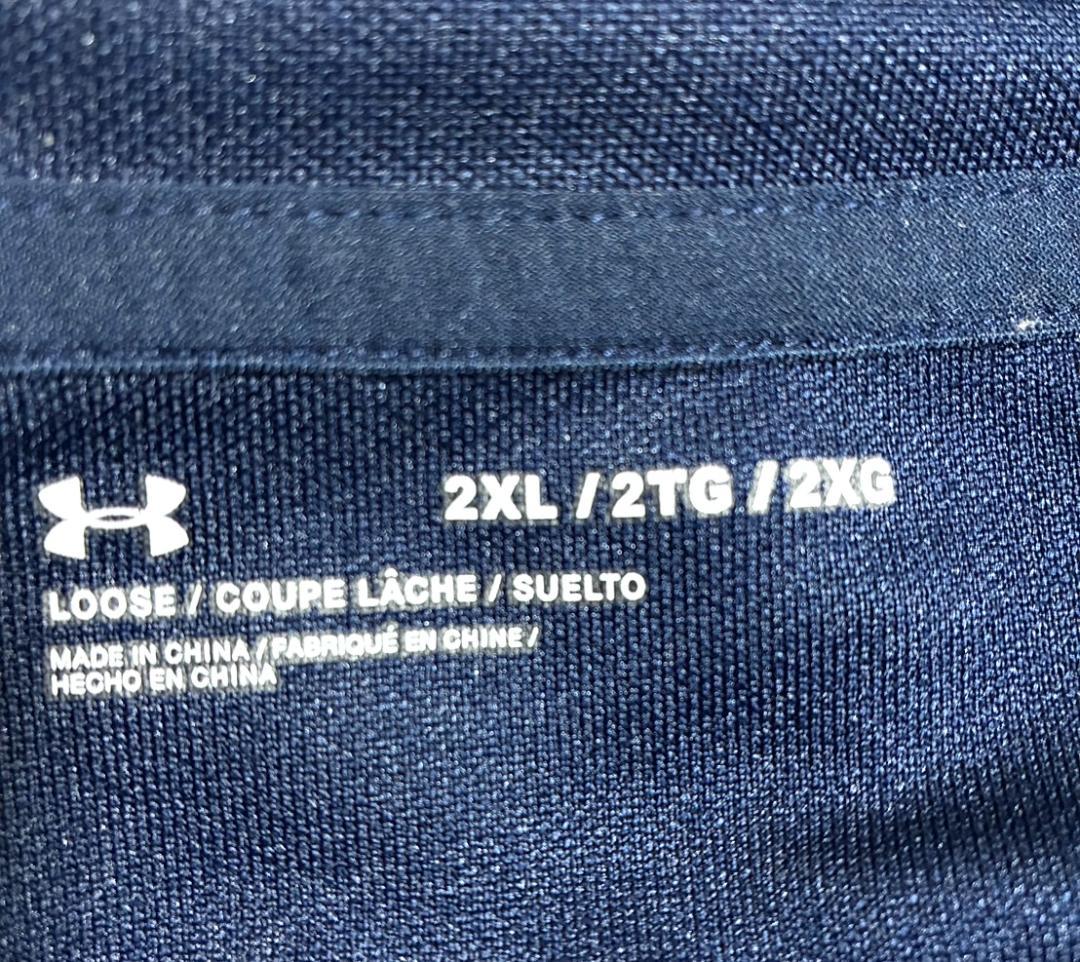 2XL / 2TG / 2XG
LOOSE / COUPE LÂCHE / SUELTO
MADE IN CHINA / FABRIQUÉ EN CHINE /
HECHO EN CHINA